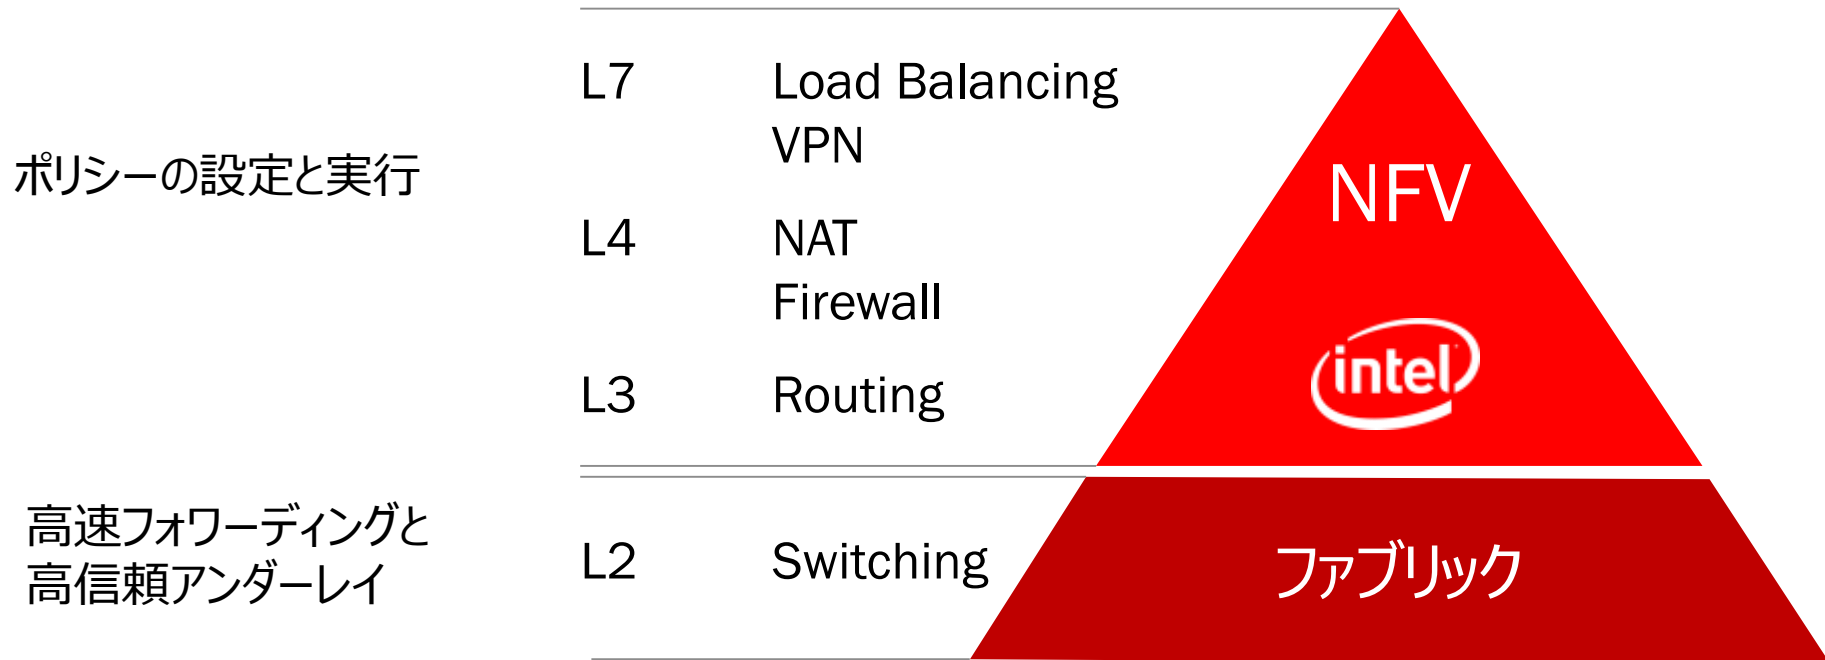 L7 Load Balancing
VPN
ポリシーの設定と実行
NFV
L4 NAT
Firewall
intel
L3 Routing
高速フォワーディングと
高信頼アンダーレイ
L2 Switching
ファブリック